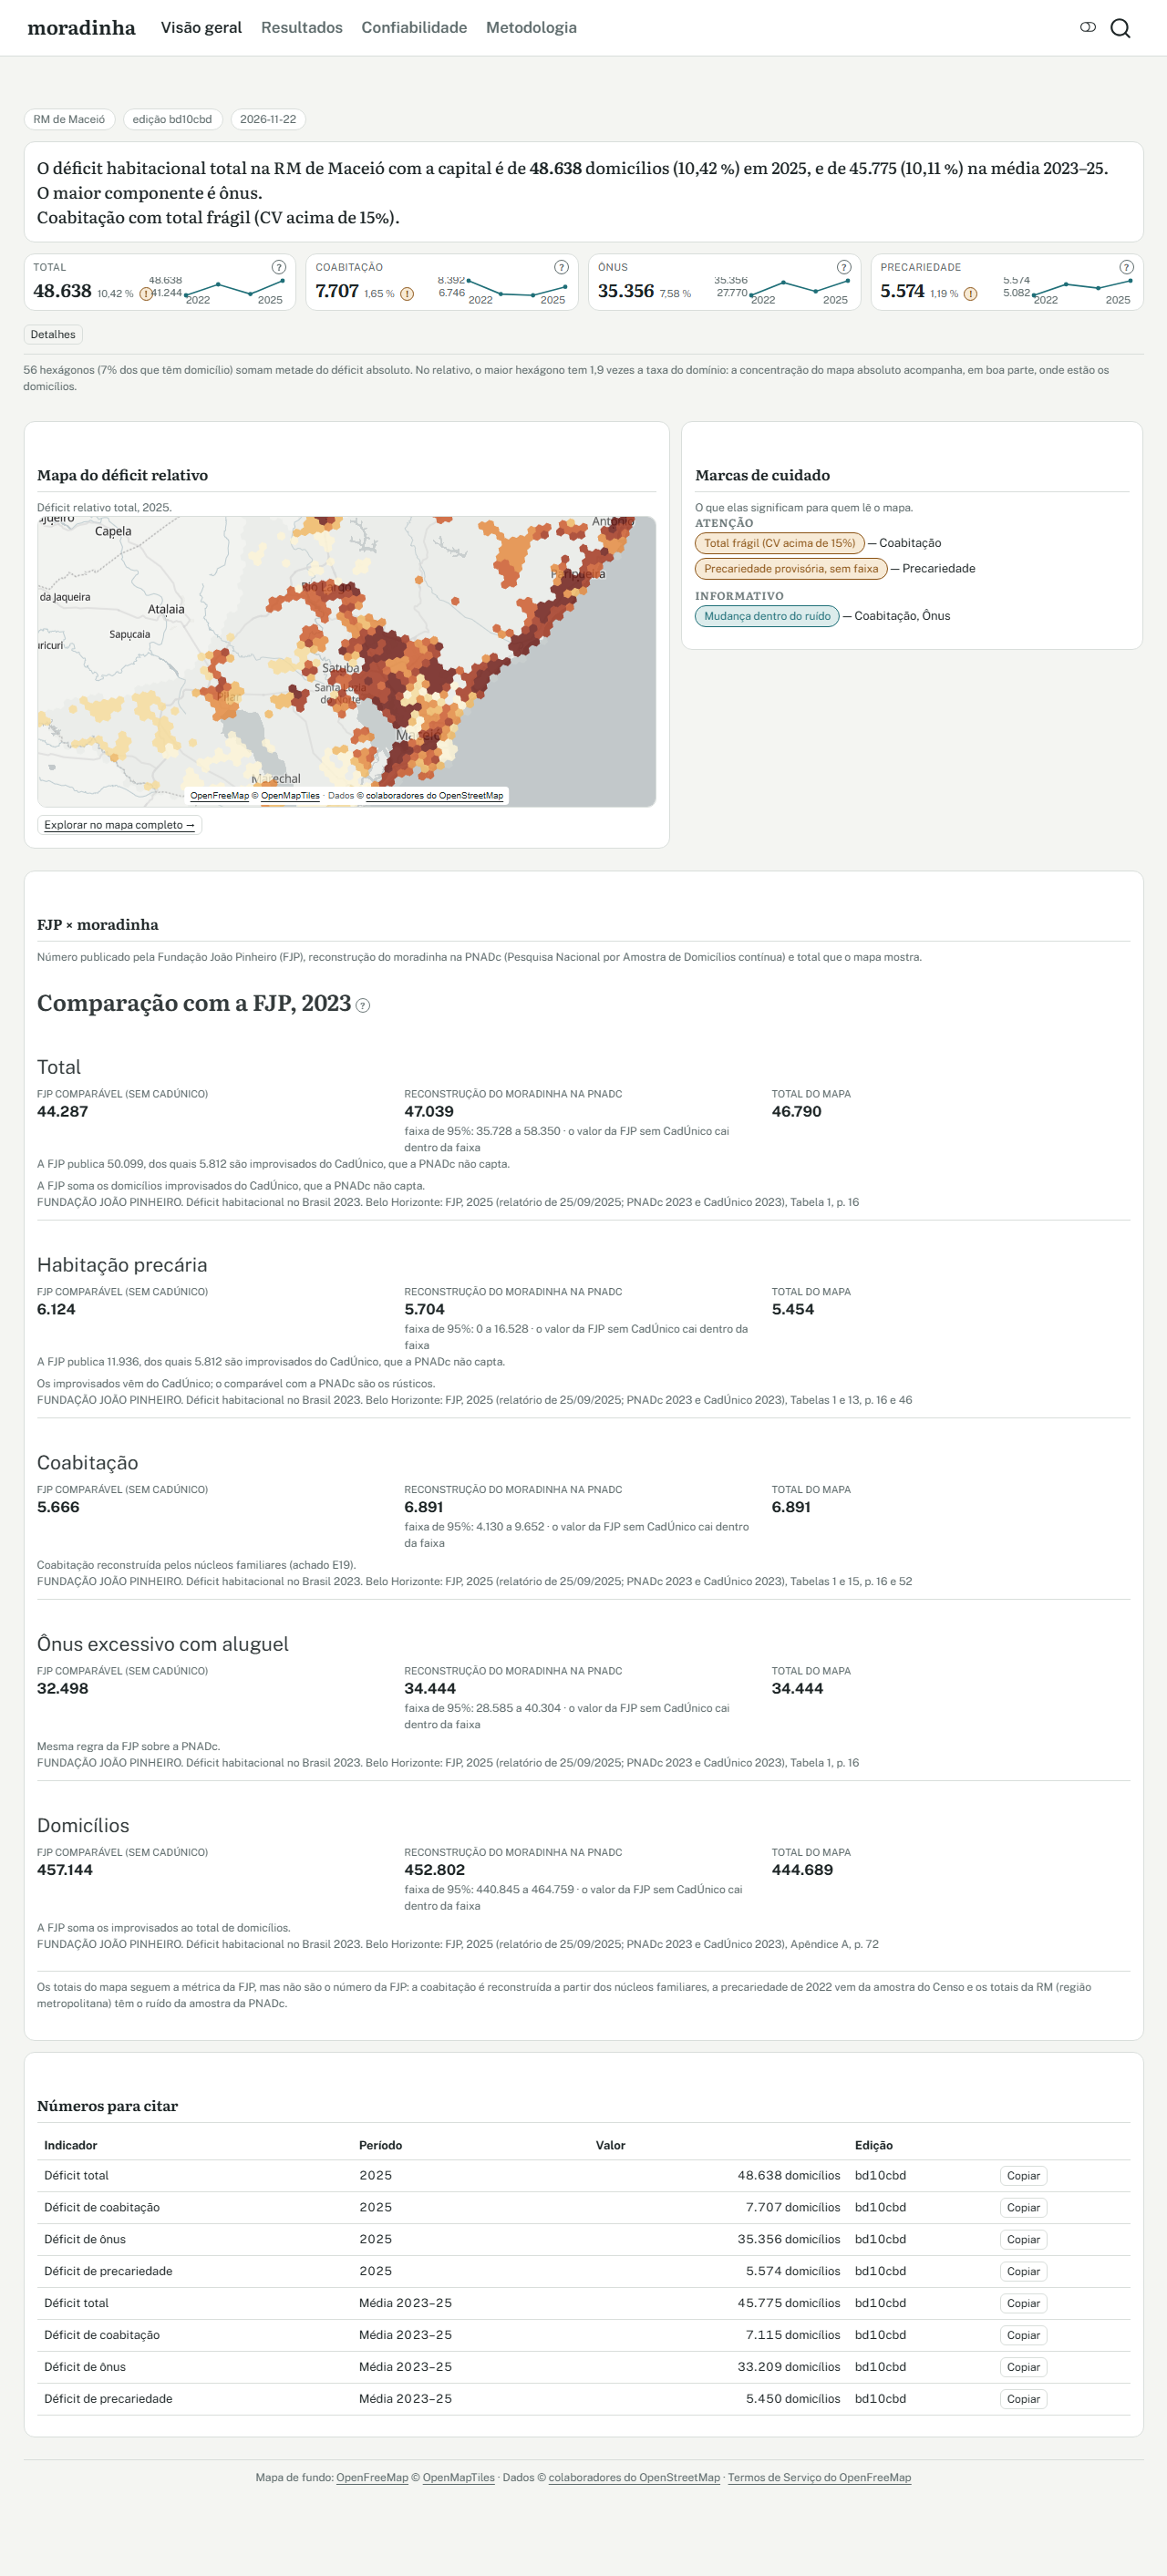 moradinha Visão geral Resultados Confiabilidade Metodologia
RM de Maceió edição bd10cbd 2026-11-22
O déficit habitacional total na RM de Maceió com a capital é de 48.638 domicílios (10,42 %) em 2025, e de 45.775 (10,11 %) na média 2023–25.
O maior componente é ônus.
Coabitação com total frágil (CV acima de 15%).
TOTAL ?
48.638 10,42 % ! 48.638 41.244 2022 2025
COABITAÇÃO ?
7.707 1,65 % ! 8.392 6.746 2022 2025
ÔNUS ?
35.356 7,58 % 35.356 27.770 2022 2025
PRECARIEDADE ?
5.574 1,19 % ! 5.574 5.082 2022 2025
Detalhes
56 hexágonos (7% dos que têm domicílio) somam metade do déficit absoluto. No relativo, o maior hexágono tem 1,9 vezes a taxa do domínio: a concentração do mapa absoluto acompanha, em boa parte, onde estão os
domicílios.
Mapa do déficit relativo
Déficit relativo total, 2025.
Capela
da Jaqueira
Atalaia
Sapucaia
Satuba
Maceió
Marechal
OpenFreeMap © OpenMapTiles · Dados © colaboradores do OpenStreetMap
Explorar no mapa completo →
Marcas de cuidado
O que elas significam para quem lê o mapa.
ATENÇÃO
Total frágil (CV acima de 15%) — Coabitação
Precariedade provisória, sem faixa — Precariedade
INFORMATIVO
Mudança dentro do ruído — Coabitação, Ônus
FJP × moradinha
Número publicado pela Fundação João Pinheiro (FJP), reconstrução do moradinha na PNADc (Pesquisa Nacional por Amostra de Domicílios contínua) e total que o mapa mostra.
Comparação com a FJP, 2023 ?
Total
FJP COMPARÁVEL (SEM CADÚNICO) RECONSTRUÇÃO DO MORADINHA NA PNADC TOTAL DO MAPA
44.287 47.039 46.790
faixa de 95%: 35.728 a 58.350 · o valor da FJP sem CadÚnico cai
dentro da faixa
A FJP publica 50.099, dos quais 5.812 são improvisados do CadÚnico, que a PNADc não capta.
A FJP soma os domicílios improvisados do CadÚnico, que a PNADc não capta.
FUNDAÇÃO JOÃO PINHEIRO. Déficit habitacional no Brasil 2023. Belo Horizonte: FJP, 2025 (relatório de 25/09/2025; PNADc 2023 e CadÚnico 2023), Tabela 1, p. 16
Habitação precária
FJP COMPARÁVEL (SEM CADÚNICO) RECONSTRUÇÃO DO MORADINHA NA PNADC TOTAL DO MAPA
6.124 5.704 5.454
faixa de 95%: 0 a 16.528 · o valor da FJP sem CadÚnico cai dentro da
faixa
A FJP publica 11.936, dos quais 5.812 são improvisados do CadÚnico, que a PNADc não capta.
Os improvisados vêm do CadÚnico; o comparável com a PNADc são os rústicos.
FUNDAÇÃO JOÃO PINHEIRO. Déficit habitacional no Brasil 2023. Belo Horizonte: FJP, 2025 (relatório de 25/09/2025; PNADc 2023 e CadÚnico 2023), Tabelas 1 e 13, p. 16 e 46
Coabitação
FJP COMPARÁVEL (SEM CADÚNICO) RECONSTRUÇÃO DO MORADINHA NA PNADC TOTAL DO MAPA
5.666 6.891 6.891
faixa de 95%: 4.130 a 9.652 · o valor da FJP sem CadÚnico cai dentro
da faixa
Coabitação reconstruída pelos núcleos familiares (achado E19).
FUNDAÇÃO JOÃO PINHEIRO. Déficit habitacional no Brasil 2023. Belo Horizonte: FJP, 2025 (relatório de 25/09/2025; PNADc 2023 e CadÚnico 2023), Tabelas 1 e 15, p. 16 e 52
Ônus excessivo com aluguel
FJP COMPARÁVEL (SEM CADÚNICO) RECONSTRUÇÃO DO MORADINHA NA PNADC TOTAL DO MAPA
32.498 34.444 34.444
faixa de 95%: 28.585 a 40.304 · o valor da FJP sem CadÚnico cai
dentro da faixa
Mesma regra da FJP sobre a PNADc.
FUNDAÇÃO JOÃO PINHEIRO. Déficit habitacional no Brasil 2023. Belo Horizonte: FJP, 2025 (relatório de 25/09/2025; PNADc 2023 e CadÚnico 2023), Tabela 1, p. 16
Domicílios
FJP COMPARÁVEL (SEM CADÚNICO) RECONSTRUÇÃO DO MORADINHA NA PNADC TOTAL DO MAPA
457.144 452.802 444.689
faixa de 95%: 440.845 a 464.759 · o valor da FJP sem CadÚnico cai
dentro da faixa
A FJP soma os improvisados ao total de domicílios.
FUNDAÇÃO JOÃO PINHEIRO. Déficit habitacional no Brasil 2023. Belo Horizonte: FJP, 2025 (relatório de 25/09/2025; PNADc 2023 e CadÚnico 2023), Apêndice A, p. 72
Os totais do mapa seguem a métrica da FJP, mas não são o número da FJP: a coabitação é reconstruída a partir dos núcleos familiares, a precariedade de 2022 vem da amostra do Censo e os totais da RM (região
metropolitana) têm o ruído da amostra da PNADc.
Números para citar
Indicador Período Valor Edição
Déficit total 2025 48.638 domicílios bd10cbd Copiar
Déficit de coabitação 2025 7.707 domicílios bd10cbd Copiar
Déficit de ônus 2025 35.356 domicílios bd10cbd Copiar
Déficit de precariedade 2025 5.574 domicílios bd10cbd Copiar
Déficit total Média 2023–25 45.775 domicílios bd10cbd Copiar
Déficit de coabitação Média 2023–25 7.115 domicílios bd10cbd Copiar
Déficit de ônus Média 2023–25 33.209 domicílios bd10cbd Copiar
Déficit de precariedade Média 2023–25 5.450 domicílios bd10cbd Copiar
Mapa de fundo: OpenFreeMap © OpenMapTiles · Dados © colaboradores do OpenStreetMap · Termos de Serviço do OpenFreeMap